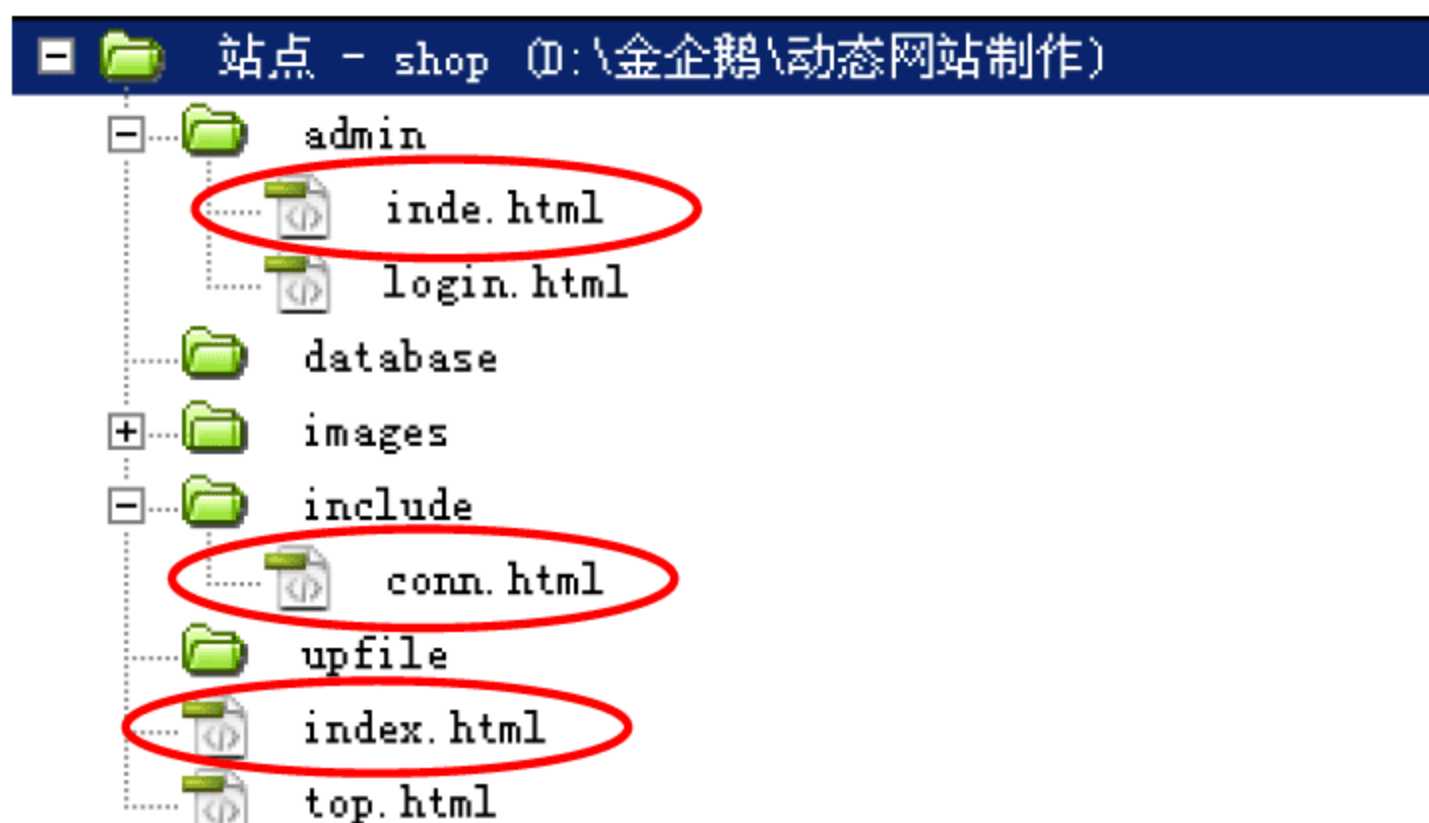 站点 - shop (D:\金企鹅\动态网站制作)
admin
inde.html
login.html
database
images
include
conn.html
upfile
index.html
top.html